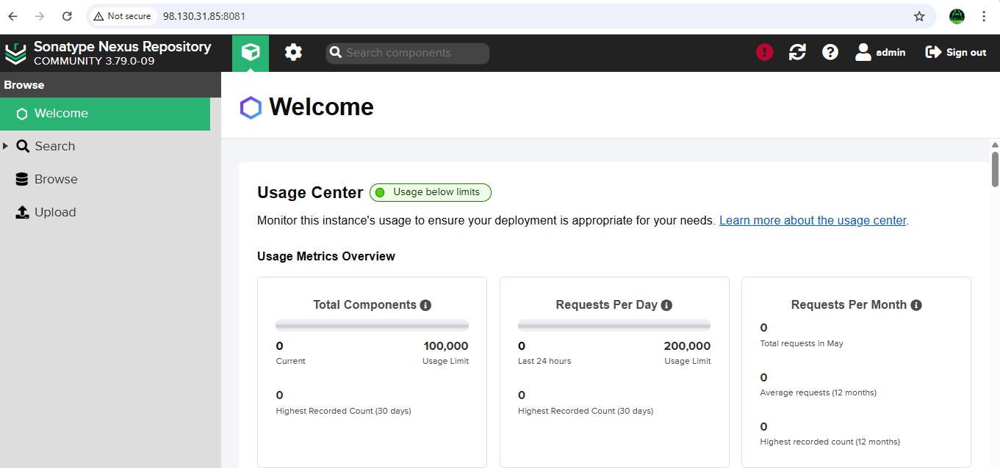 Not secure 98.130.31.85:8081
Sonatype Nexus Repository
COMMUNITY 3.79.0-09
Search components
admin
Sign out
Browse
Welcome
Search
Browse
Upload
Welcome
Usage Center Usage below limits
Monitor this instance's usage to ensure your deployment is appropriate for your needs. Learn more about the usage center.
Usage Metrics Overview
Total Components
0 100,000
Current Usage Limit
0
Highest Recorded Count (30 days)
Requests Per Day
0 200,000
Last 24 hours Usage Limit
0
Highest Recorded Count (30 days)
Requests Per Month
0
Total requests in May
0
Average requests (12 months)
0
Highest recorded count (12 months)